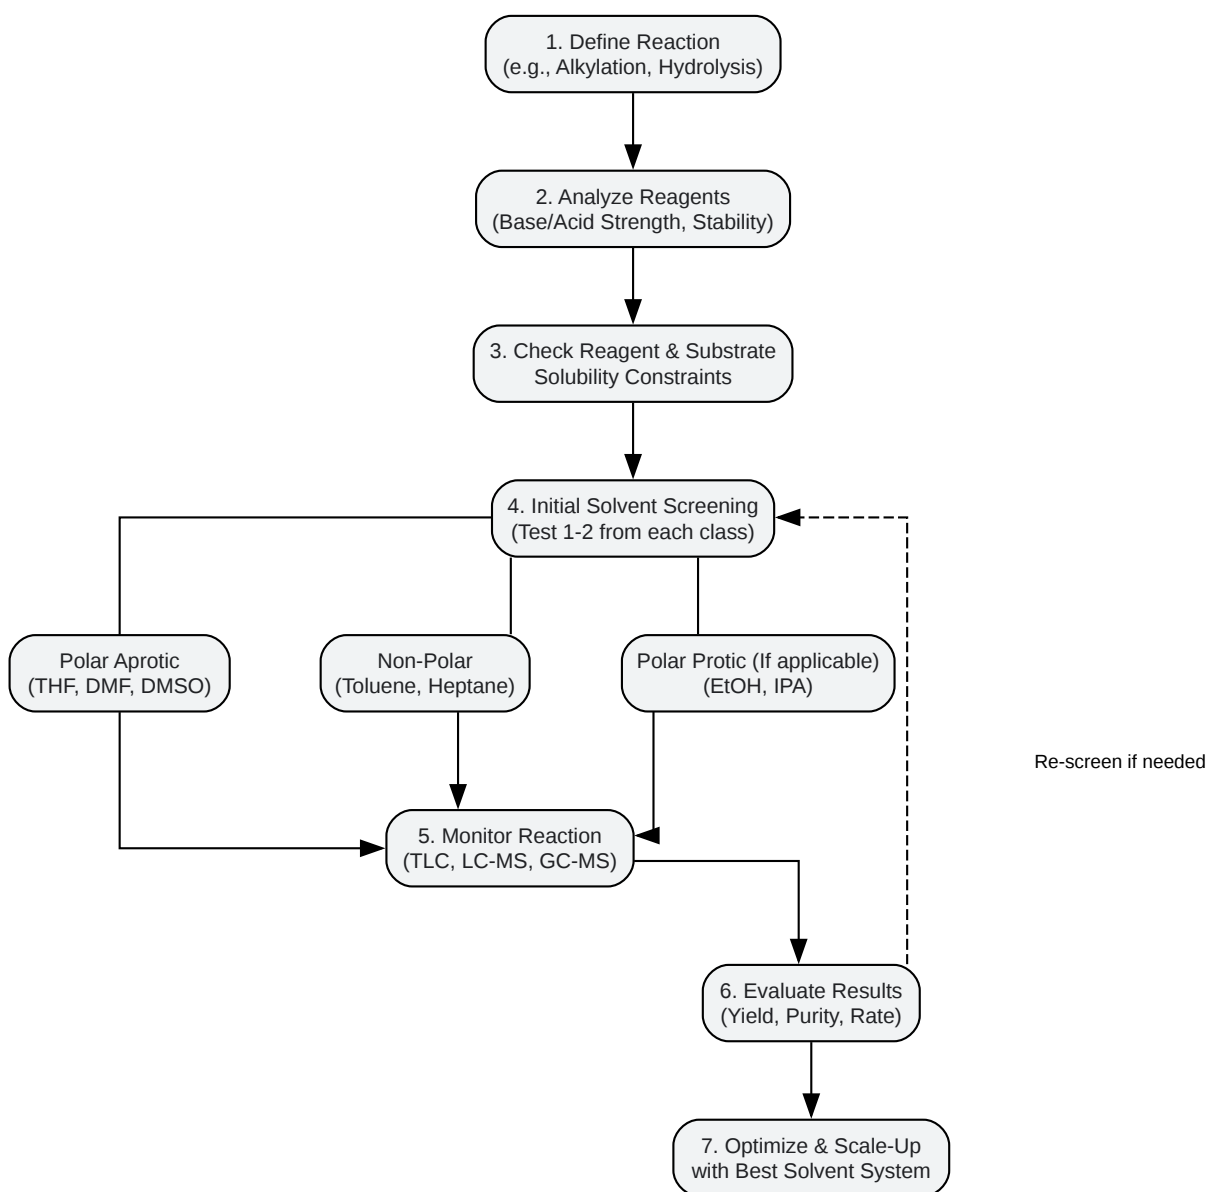 1. Define Reaction
(e.g., Alkylation, Hydrolysis)
2. Analyze Reagents
(Base/Acid Strength, Stability)
3. Check Reagent & Substrate
Solubility Constraints
4. Initial Solvent Screening
(Test 1-2 from each class)
Polar Aprotic
(THF, DMF, DMSO)
Non-Polar
(Toluene, Heptane)
Polar Protic (If applicable)
(EtOH, IPA)
Re-screen if needed
5. Monitor Reaction
(TLC, LC-MS, GC-MS)
6. Evaluate Results
(Yield, Purity, Rate)
7. Optimize & Scale-Up
with Best Solvent System